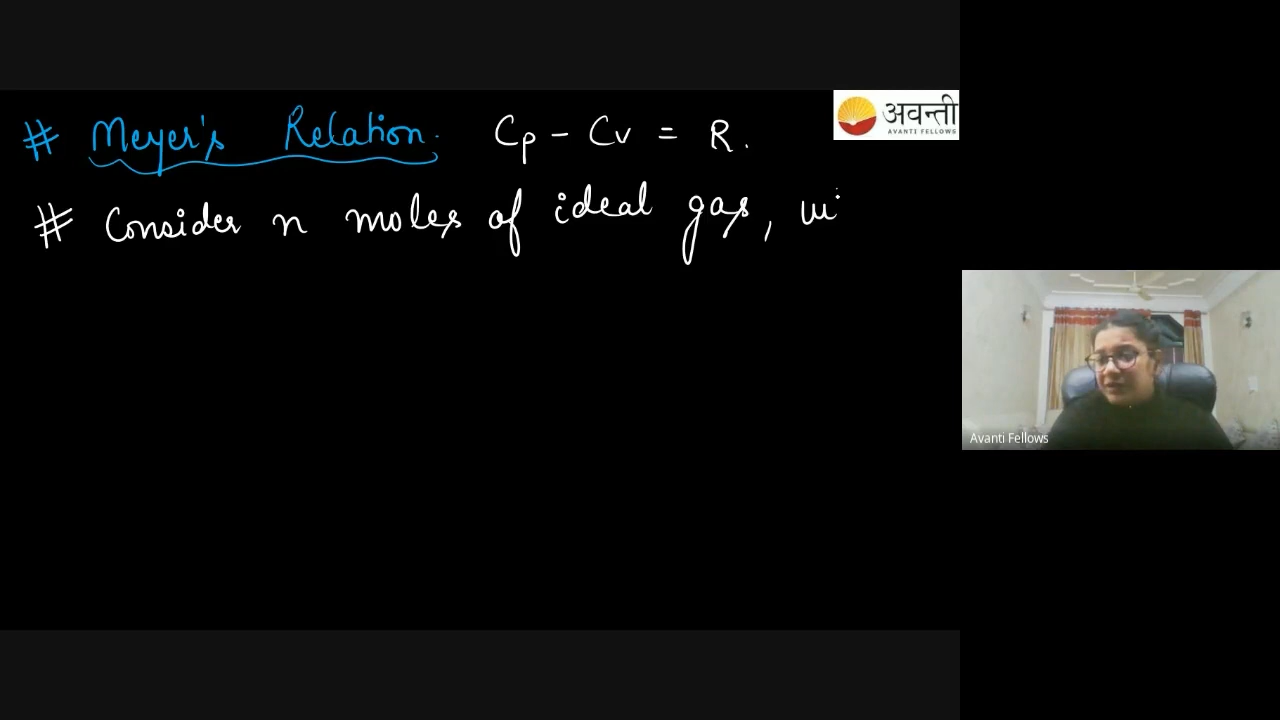 # Meyer's Relation. Cp - Cv = R.
# Consider n moles of ideal gas,
अवन्ती
AVANTI FELLOWS
Avanti Fellows